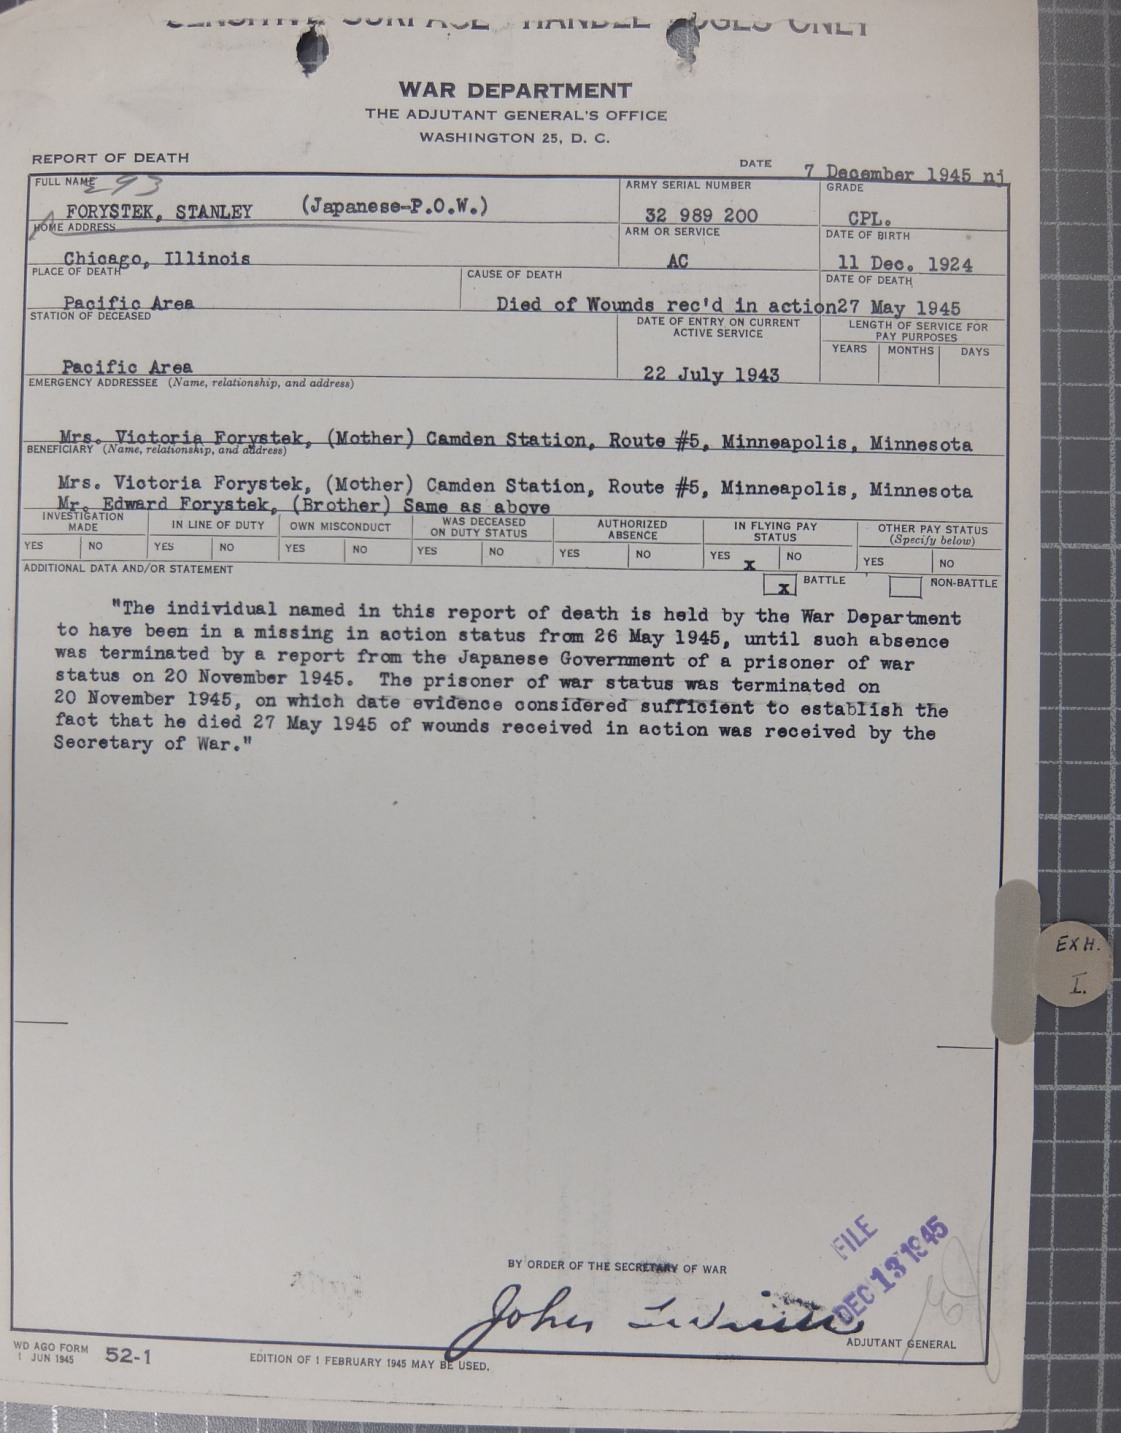 SENSITIVE SURFACE HANDLE EDGES ONLY
WAR DEPARTMENT
THE ADJUTANT GENERAL'S OFFICE
WASHINGTON 25, D. C.
REPORT OF DEATH
DATE 7 December 1945 nj
FULL NAME 293 ARMY SERIAL NUMBER GRADE
FORYSTEK, STANLEY (Japanese-P.O.W.) 32 989 200 CPL.
HOME ADDRESS ARM OR SERVICE DATE OF BIRTH
Chicago, Illinois AC 11 Dec. 1924
PLACE OF DEATH CAUSE OF DEATH DATE OF DEATH
Pacific Area Died of Wounds rec'd in action 27 May 1945
STATION OF DECEASED DATE OF ENTRY ON CURRENT ACTIVE SERVICE LENGTH OF SERVICE FOR PAY PURPOSES
YEARS MONTHS DAYS
Pacific Area 22 July 1943
EMERGENCY ADDRESSEE (Name, relationship, and address)
Mrs. Victoria Forystek, (Mother) Camden Station, Route #5, Minneapolis, Minnesota
BENEFICIARY (Name, relationship, and address)
Mrs. Victoria Forystek, (Mother) Camden Station, Route #5, Minneapolis, Minnesota
Mr. Edward Forystek, (Brother) Same as above
INVESTIGATION MADE IN LINE OF DUTY OWN MISCONDUCT WAS DECEASED ON DUTY STATUS AUTHORIZED ABSENCE IN FLYING PAY STATUS OTHER PAY STATUS (Specify below)
YES NO YES NO YES NO YES NO YES NO YES x NO YES NO
ADDITIONAL DATA AND/OR STATEMENT x BATTLE NON-BATTLE
"The individual named in this report of death is held by the War Department
to have been in a missing in action status from 26 May 1945, until such absence
was terminated by a report from the Japanese Government of a prisoner of war
status on 20 November 1945. The prisoner of war status was terminated on
20 November 1945, on which date evidence considered sufficient to establish the
fact that he died 27 May 1945 of wounds received in action was received by the
Secretary of War."
EXH.
I.
FILE
DEC 13 1945
BY ORDER OF THE SECRETARY OF WAR
John
ADJUTANT GENERAL
WD AGO FORM
1 JUN 1945 52-1 EDITION OF 1 FEBRUARY 1945 MAY BE USED.